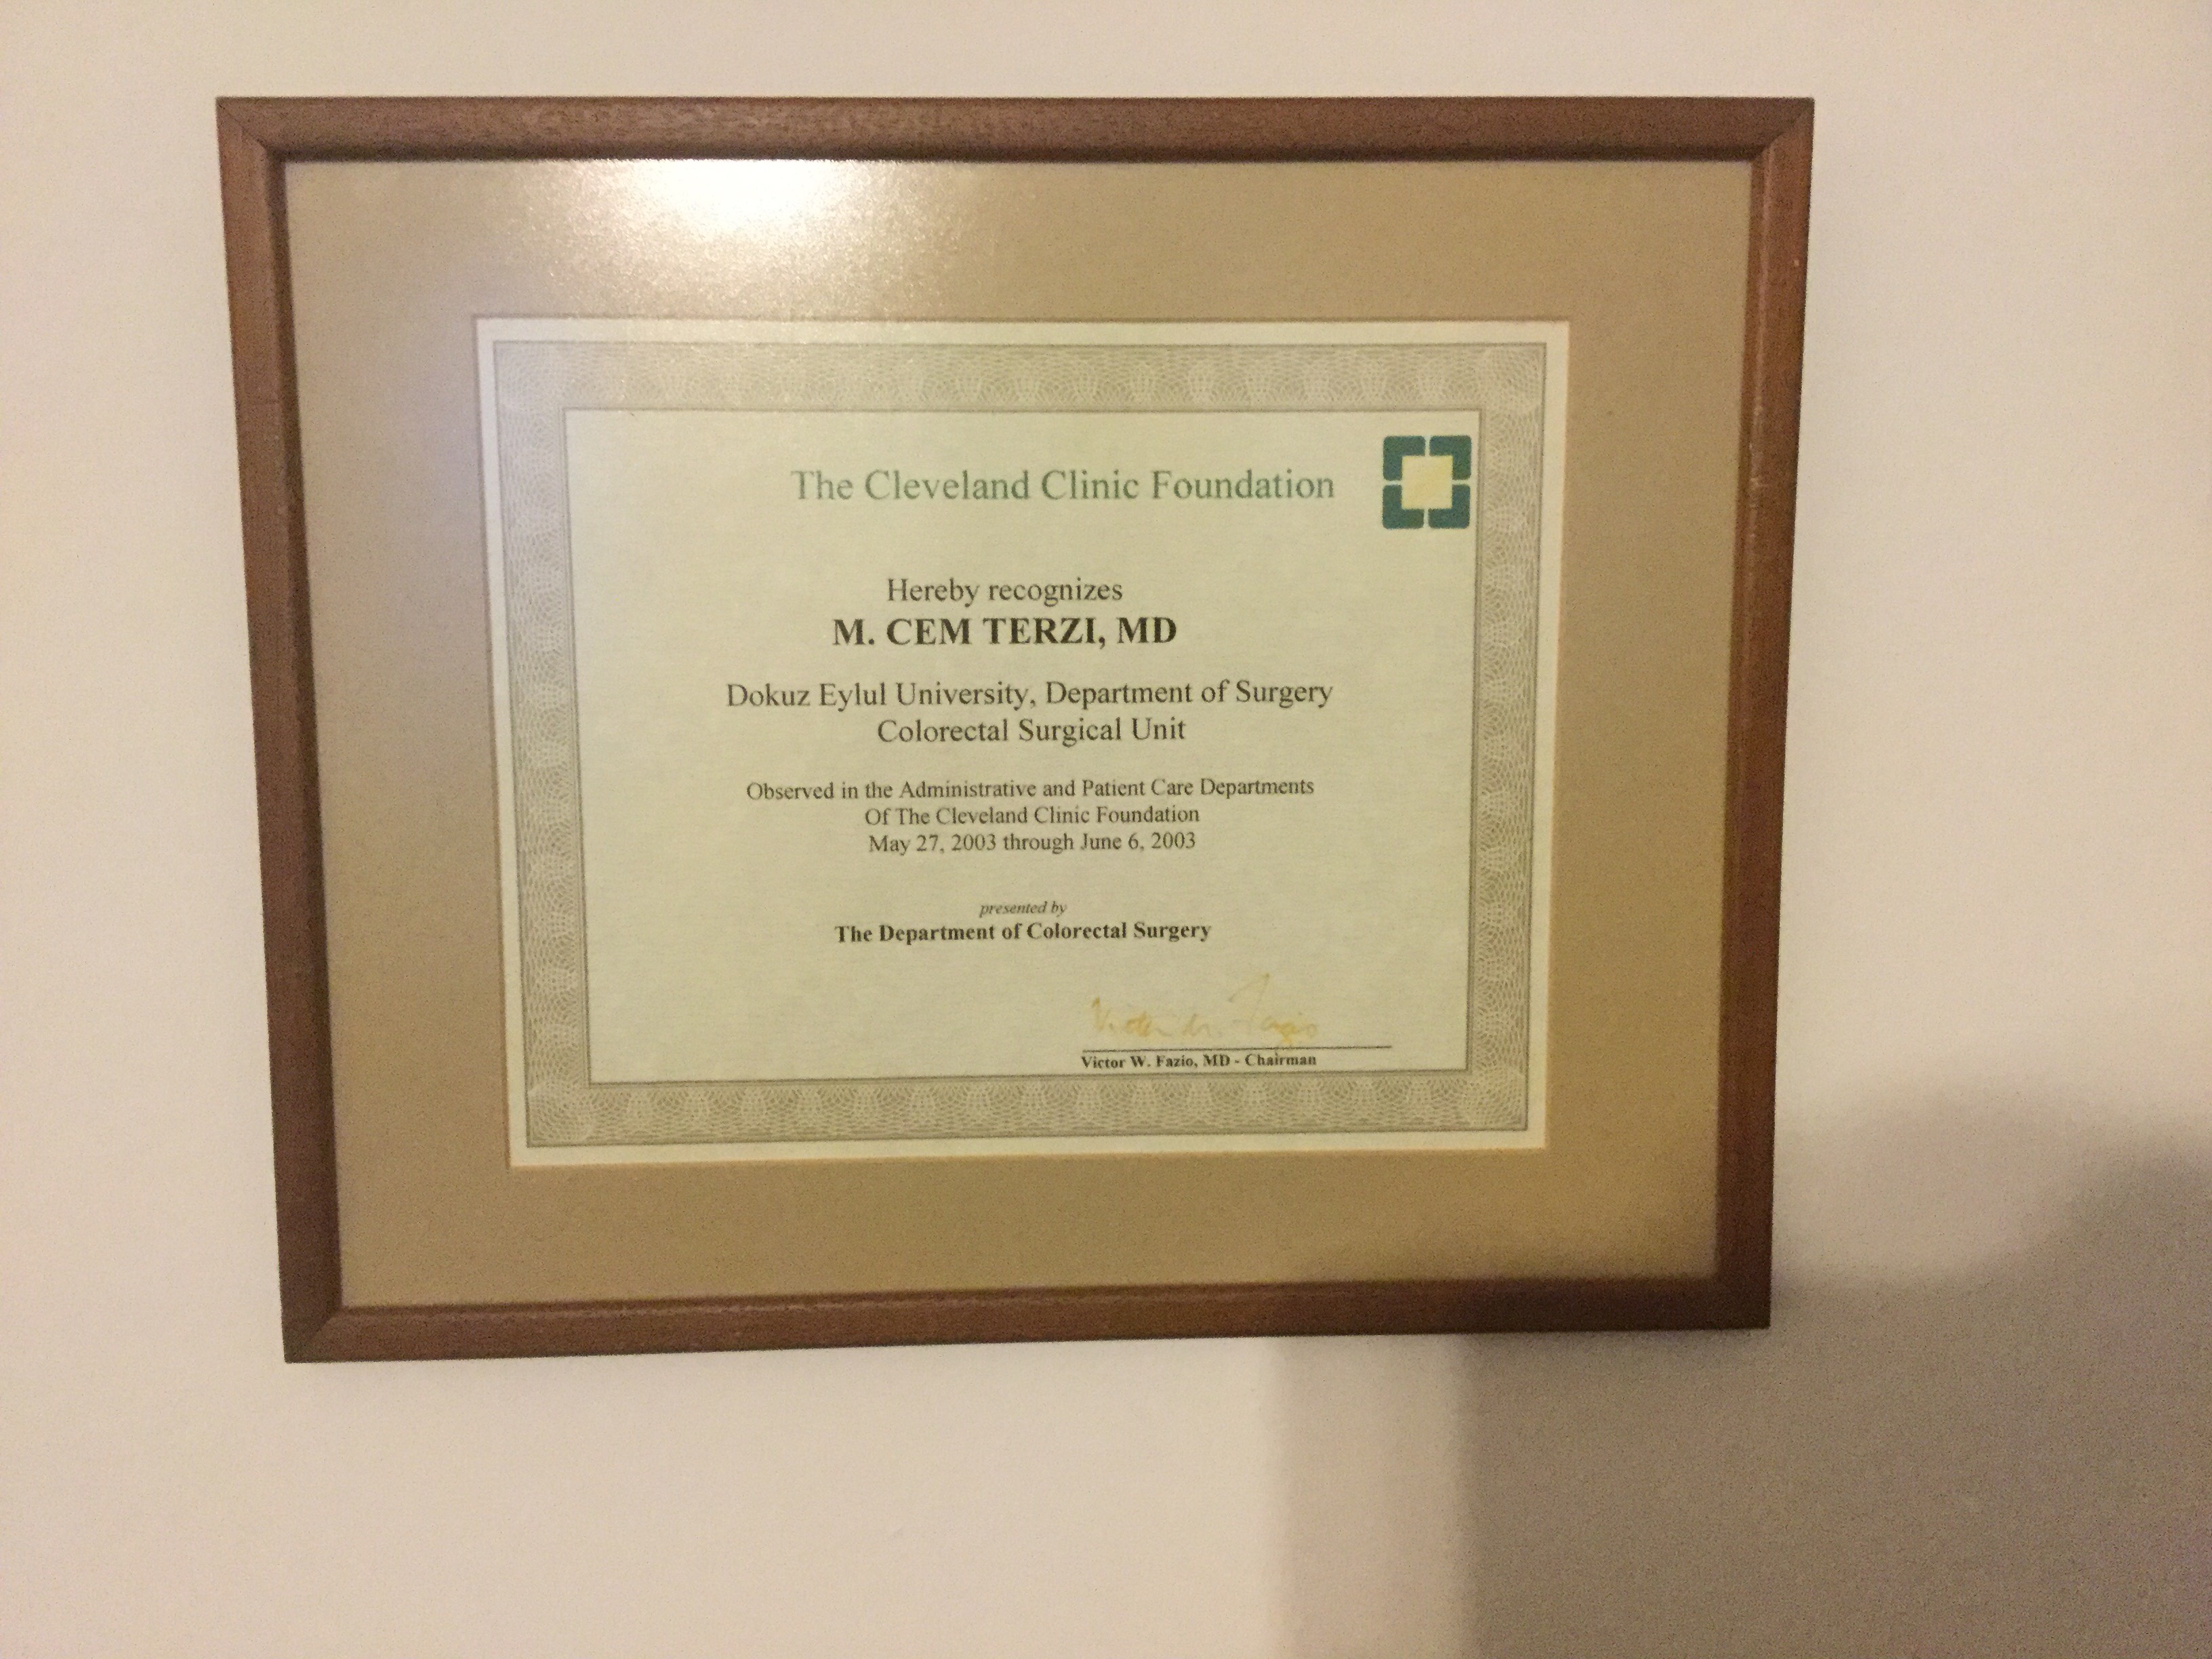 The Cleveland Clinic Foundation
Hereby recognizes
M. CEM TERZI, MD
Dokuz Eylul University, Department of Surgery
Colorectal Surgical Unit
Observed in the Administrative and Patient Care Departments
Of The Cleveland Clinic Foundation
May 27, 2003 through June 6, 2003
presented by
The Department of Colorectal Surgery
Victor W. Fazio, MD - Chairman